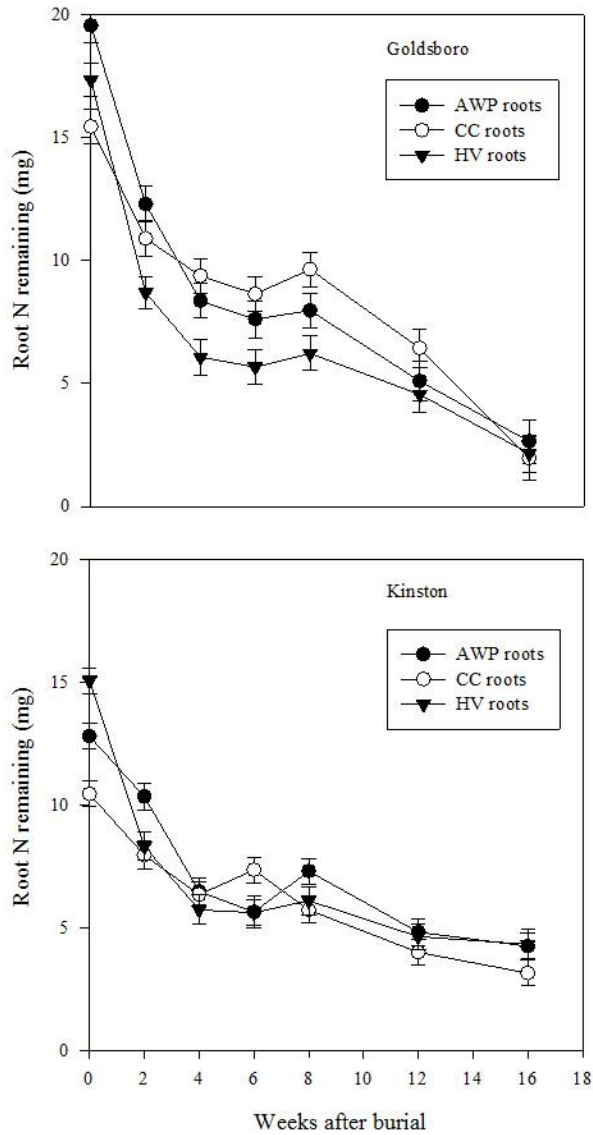 20
15
10
5
0
Root N remaining (mg)
Goldsboro
AWP roots
CC roots
HV roots
20
15
10
5
0
Root N remaining (mg)
Kinston
AWP roots
CC roots
HV roots
0 2 4 6 8 10 12 14 16 18
Weeks after burial